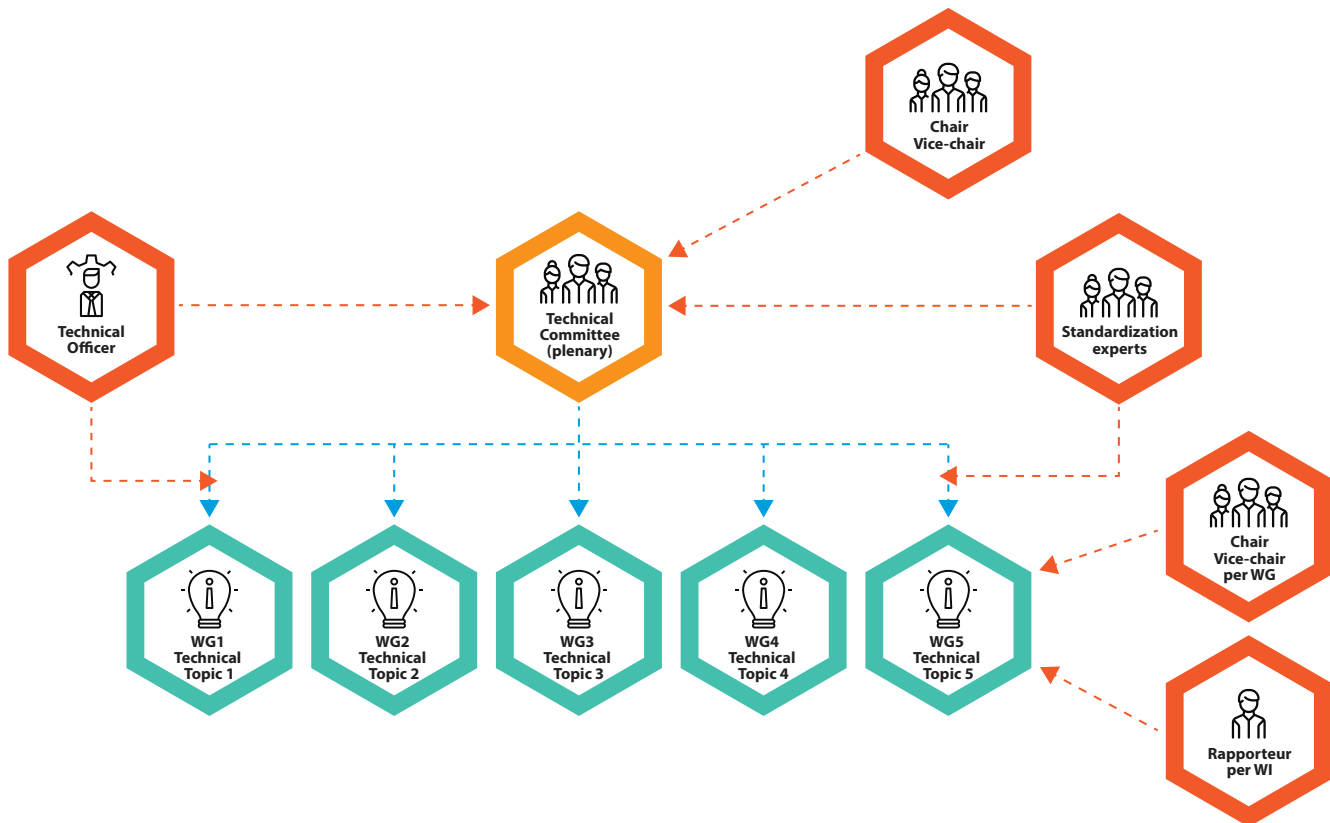 Chair
Vice-chair
Technical
Officer
Technical
Committee
(plenary)
Standardization
experts
Chair
Vice-chair
per WG
WG1
Technical
Topic 1
WG2
Technical
Topic 2
WG3
Technical
Topic 3
WG4
Technical
Topic 4
WG5
Technical
Topic 5
Rapporteur
per WI